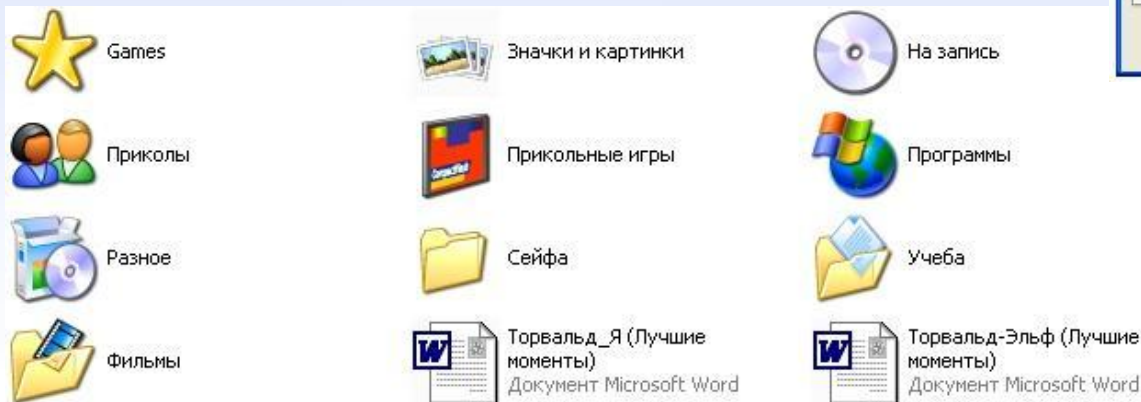 Games
Значки и картинки
На запись
Приколы
Прикольные игры
Программы
Разное
Сейфа
Учеба
Фильмы
Торвальд_Я (Лучшие
моменты)
Документ Microsoft Word
Торвальд-Эльф (Лучшие
моменты)
Документ Microsoft Word